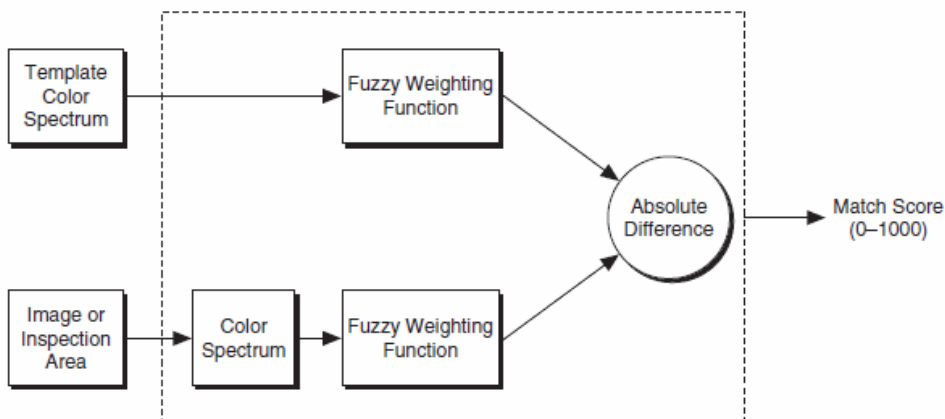 Template
Color
Spectrum
Fuzzy Weighting
Function
Absolute
Difference
Match Score
(0–1000)
Image or
Inspection
Area
Color
Spectrum
Fuzzy Weighting
Function